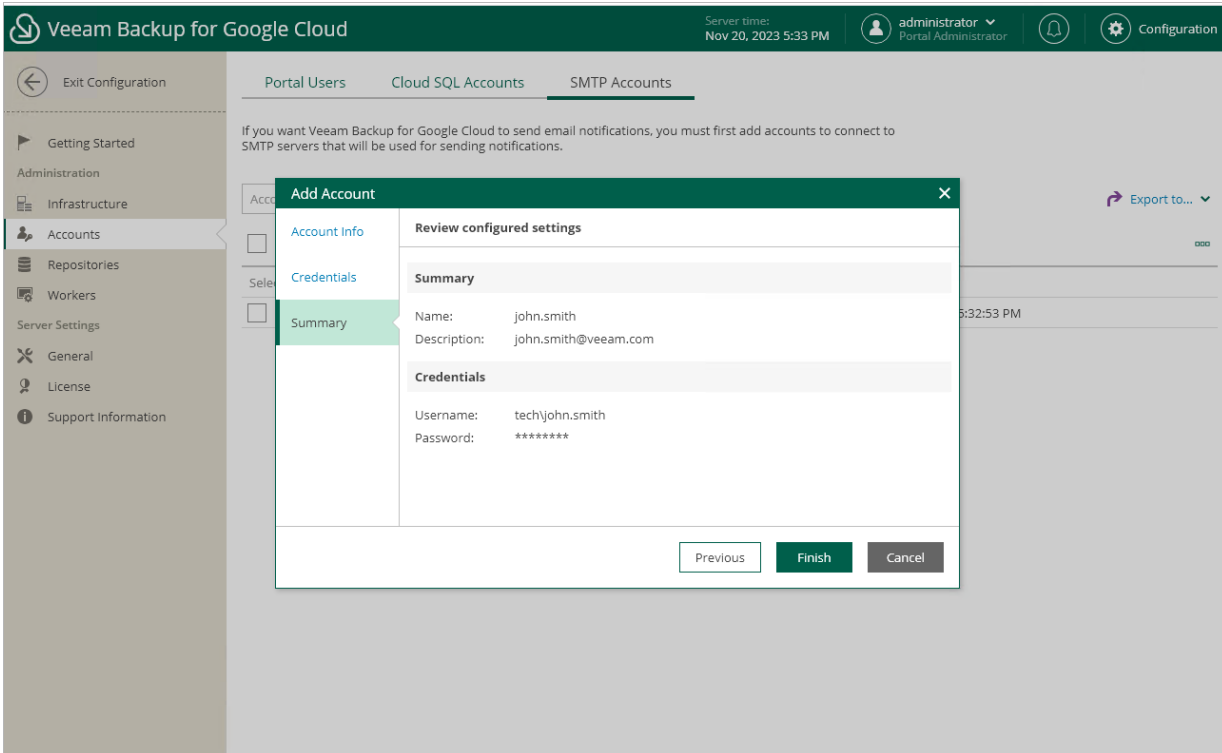 Veeam Backup for Google Cloud
Server time:
Nov 20, 2023 5:33 PM
administrator
Portal Administrator
Configuration
Exit Configuration
Portal Users
Cloud SQL Accounts
SMTP Accounts
If you want Veeam Backup for Google Cloud to send email notifications, you must first add accounts to connect to
SMTP servers that will be used for sending notifications.
Getting Started
Administration
Infrastructure
Accounts
Repositories
Workers
Server Settings
General
License
Support Information
Export to...
Add Account
Account Info
Credentials
Summary
Review configured settings
Summary
Name: john.smith
Description: john.smith@veeam.com
Credentials
Username: tech\john.smith
Password: ********
:32:53 PM
Previous
Finish
Cancel